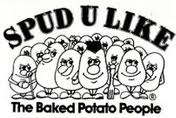 SPUD U LIKE
®
The Baked Potato People